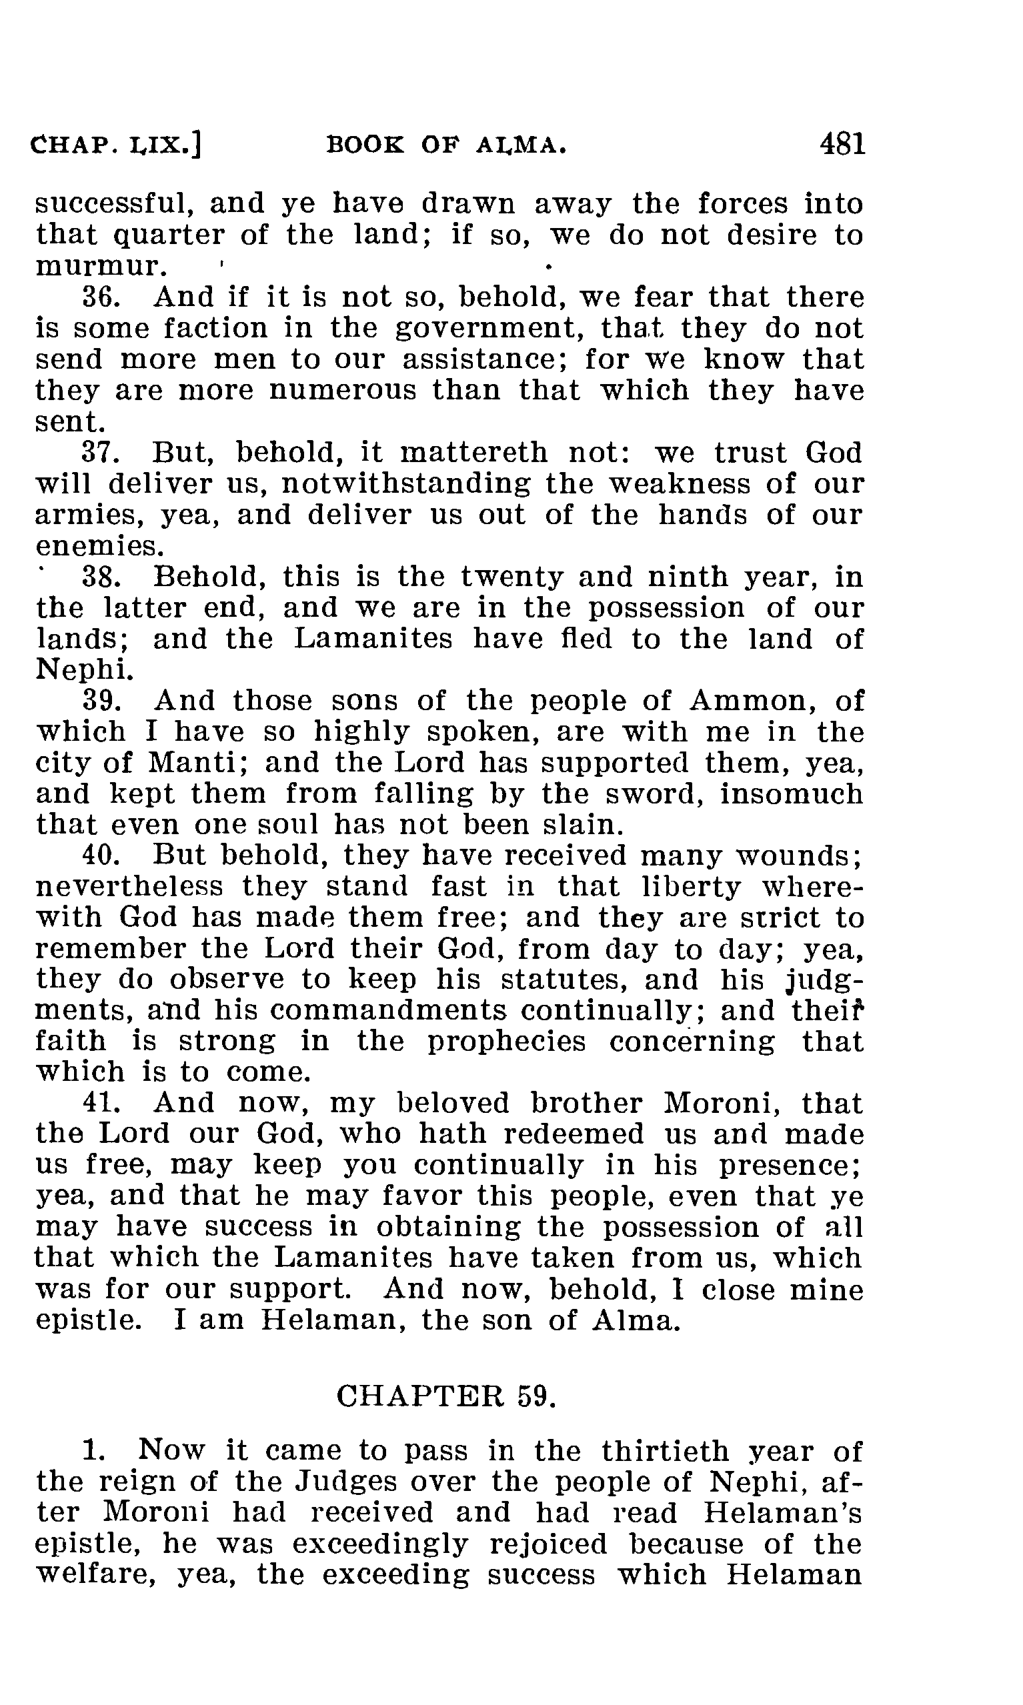 CHAP. LIX.] BOOK OF ALMA. 481
successful, and ye have drawn away the forces into
that quarter of the land; if so, we do not desire to
murmur.
36. And if it is not so, behold, we fear that there
is some faction in the government, that they do not
send more men to our assistance; for we know that
they are more numerous than that which they have
sent.
37. But, behold, it mattereth not: we trust God
will deliver us, notwithstanding the weakness of our
armies, yea, and deliver us out of the hands of our
enemies.
38. Behold, this is the twenty and ninth year, in
the latter end, and we are in the possession of our
lands; and the Lamanites have fled to the land of
Nephi.
39. And those sons of the people of Ammon, of
which I have so highly spoken, are with me in the
city of Manti; and the Lord has supported them, yea,
and kept them from falling by the sword, insomuch
that even one soul has not been slain.
40. But behold, they have received many wounds;
nevertheless they stand fast in that liberty where-
with God has made them free; and they are strict to
remember the Lord their God, from day to day; yea,
they do observe to keep his statutes, and his judg-
ments, and his commandments continually; and their
faith is strong in the prophecies concerning that
which is to come.
41. And now, my beloved brother Moroni, that
the Lord our God, who hath redeemed us and made
us free, may keep you continually in his presence;
yea, and that he may favor this people, even that ye
may have success in obtaining the possession of all
that which the Lamanites have taken from us, which
was for our support. And now, behold, I close mine
epistle. I am Helaman, the son of Alma.
CHAPTER 59.
1. Now it came to pass in the thirtieth year of
the reign of the Judges over the people of Nephi, af-
ter Moroni had received and had read Helaman's
epistle, he was exceedingly rejoiced because of the
welfare, yea, the exceeding success which Helaman